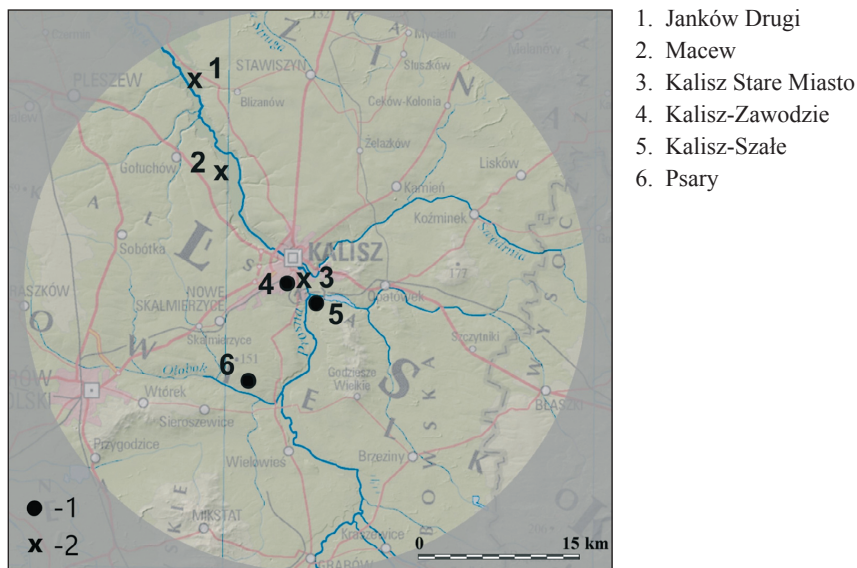 1. Janków Drugi
2. Macew
3. Kalisz Stare Miasto
4. Kalisz-Zawodzie
5. Kalisz-Szałe
6. Psary
PLESZEW
1
STAWISZYN
Blizanów
Ceków-Kolonia
Żelazków
Gołuchów
2
Lisków
Kamień
Koźminek
Sobótka
KALISZ
Swędrnia
3
4
Opatówek
NOWE
SKALMIERZYCE
5
Skalmierzyce
Prosna
Szczytniki
6
151
Ołobok
Godziesze
Wielkie
Wtórek
Sieroszewice
BŁASZKI
Przygodzice
Wielowieś
Brzeziny
-1
MIKSTAT
-2
Kraszewice
GRABÓW
0
15 km